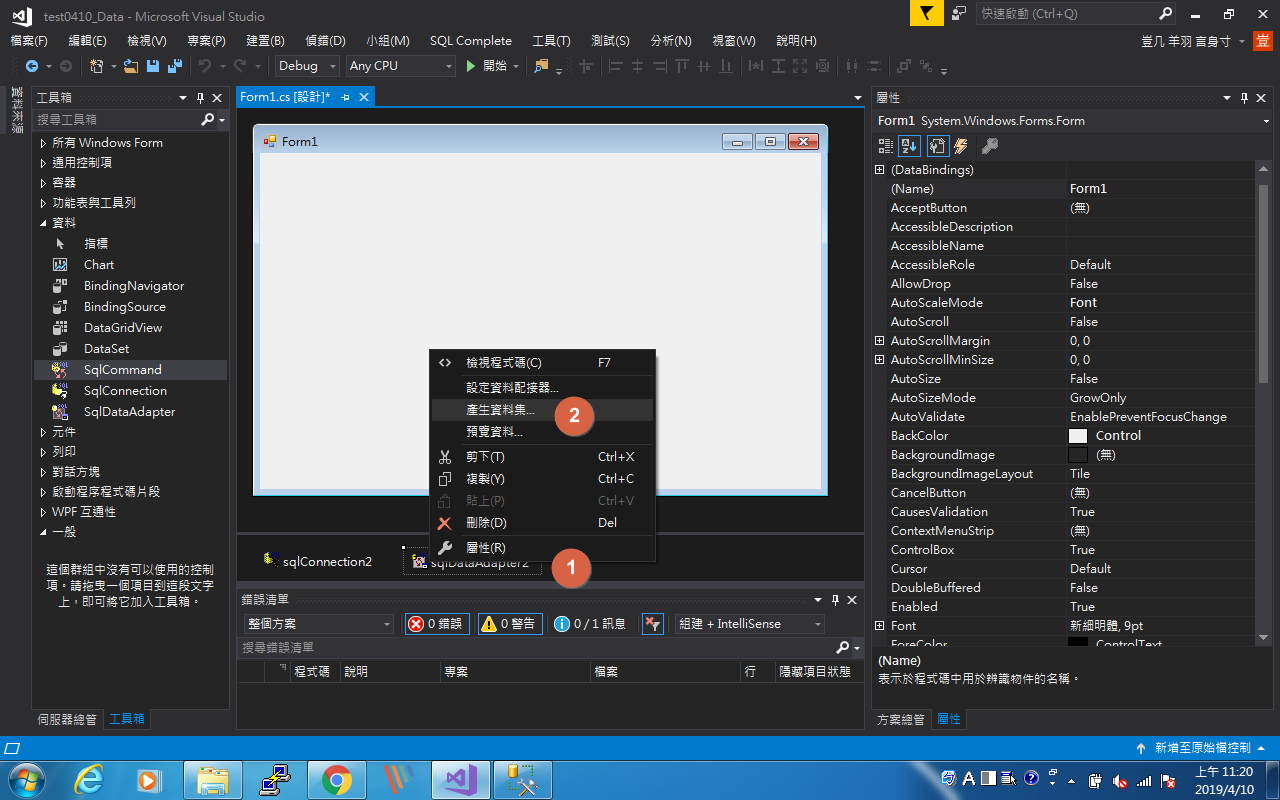 test0410_Data - Microsoft Visual Studio
快速啟動 (Ctrl+Q)
檔案(F) 編輯(E) 檢視(V) 專案(P) 建置(B) 偵錯(D) 小組(M) SQL Complete 工具(T) 測試(S) 分析(N) 視窗(W) 說明(H)
豈几 羊羽 言身寸
豈
Debug Any CPU 開始
資料來源
工具箱
搜尋工具箱
所有 Windows Form
通用控制項
容器
功能表與工具列
資料
指標
Chart
BindingNavigator
BindingSource
DataGridView
DataSet
SqlCommand
SqlConnection
SqlDataAdapter
元件
列印
對話方塊
啟動程序程式碼片段
WPF 互通性
一般
這個群組中沒有可以使用的控制
項。請拖曳一個項目到這段文字
上，即可將它加入工具箱。
伺服器總管 工具箱
Form1.cs [設計]*
Form1
檢視程式碼(C) F7
設定資料配接器...
產生資料集...
2
預覽資料...
剪下(T) Ctrl+X
複製(Y) Ctrl+C
貼上(P) Ctrl+V
刪除(D) Del
屬性(R)
1
sqlConnection2 sqlDataAdapter2
錯誤清單
整個方案 0 錯誤 0 警告 0 / 1 訊息 組建 + IntelliSense
搜尋錯誤清單
程式碼 說明 專案 檔案 行 隱藏項目狀態
屬性
Form1 System.Windows.Forms.Form
(DataBindings)
(Name) Form1
AcceptButton (無)
AccessibleDescription
AccessibleName
AccessibleRole Default
AllowDrop False
AutoScaleMode Font
AutoScroll False
AutoScrollMargin 0, 0
AutoScrollMinSize 0, 0
AutoSize False
AutoSizeMode GrowOnly
AutoValidate EnablePreventFocusChange
BackColor Control
BackgroundImage (無)
BackgroundImageLayout Tile
CancelButton (無)
CausesValidation True
ContextMenuStrip (無)
ControlBox True
Cursor Default
DoubleBuffered False
Enabled True
Font 新細明體, 9pt
ForeColor ControlText
(Name)
表示於程式碼中用於辨識物件的名稱。
方案總管 屬性
新增至原始檔控制
A
上午 11:20
2019/4/10